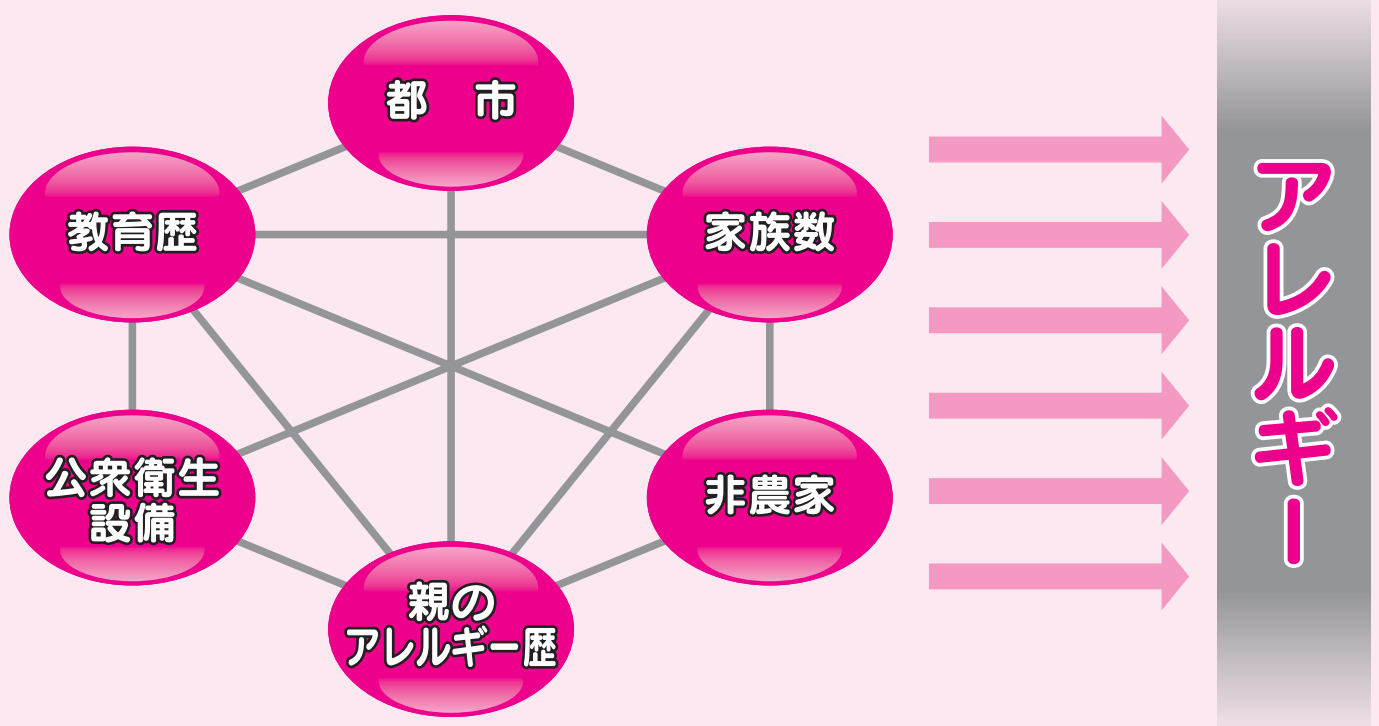 都　市
教育歴
家族数
公衆衛生
設備
非農家
親の
アレルギー歴
アレルギー